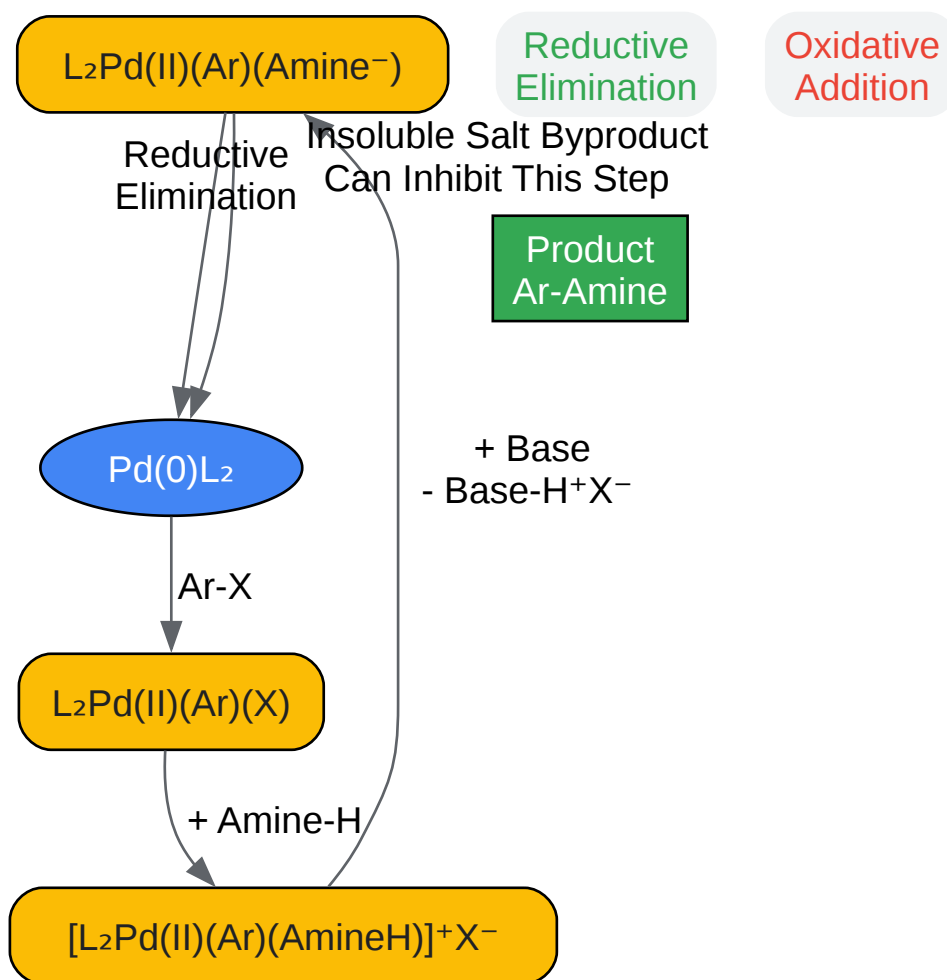 L₂Pd(II)(Ar)(Amine⁻)
Reductive
Elimination
Oxidative
Addition
Reductive
Elimination
Insoluble Salt Byproduct
Can Inhibit This Step
Product
Ar-Amine
Pd(0)L₂
+ Base
- Base-H⁺X⁻
Ar-X
L₂Pd(II)(Ar)(X)
+ Amine-H
[L₂Pd(II)(Ar)(AmineH)]⁺X⁻